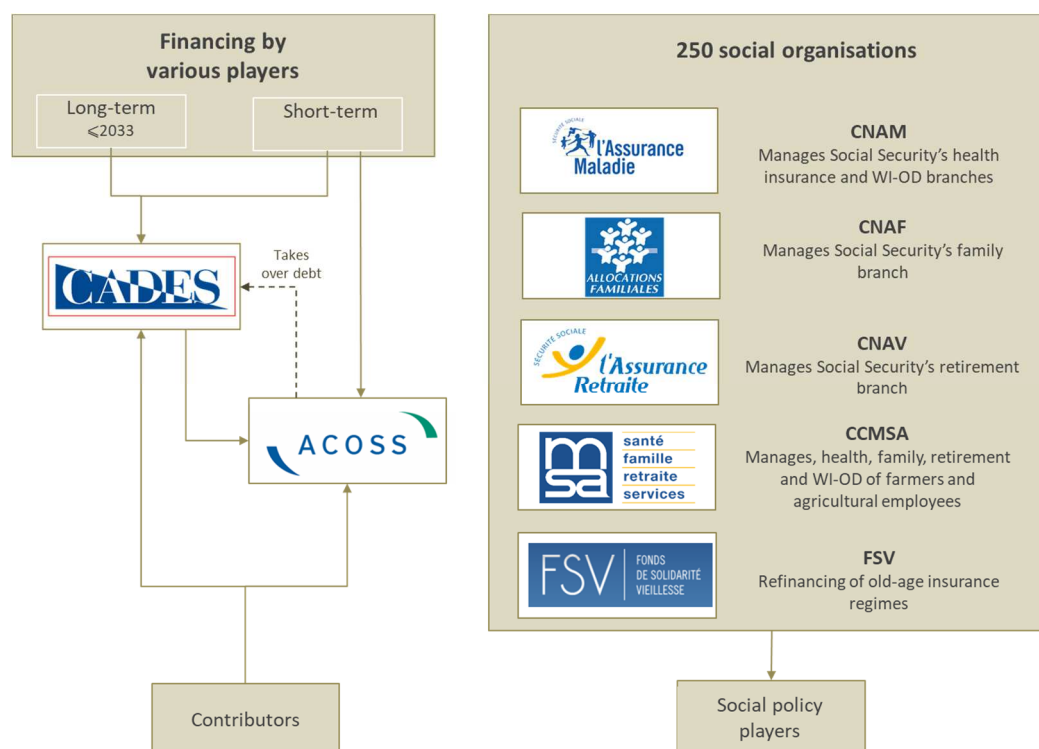 Financing by
various players
Long-term
⩽2033
Short-term
CADES
Takes
over debt
ACOSS
Contributors
250 social organisations
SÉCURITÉ SOCIALE
l'Assurance
Maladie
CNAM
Manages Social Security's health
insurance and WI-OD branches
ALLOCATIONS
FAMILIALES
CNAF
Manages Social Security's family
branch
SÉCURITÉ SOCIALE
l'Assurance
Retraite
CNAV
Manages Social Security's retirement
branch
msa
santé
famille
retraite
services
CCMSA
Manages, health, family, retirement
and WI-OD of farmers and
agricultural employees
FSV
FONDS
DE SOLIDARITÉ
VIEILLESSE
FSV
Refinancing of old-age insurance
regimes
Social policy
players